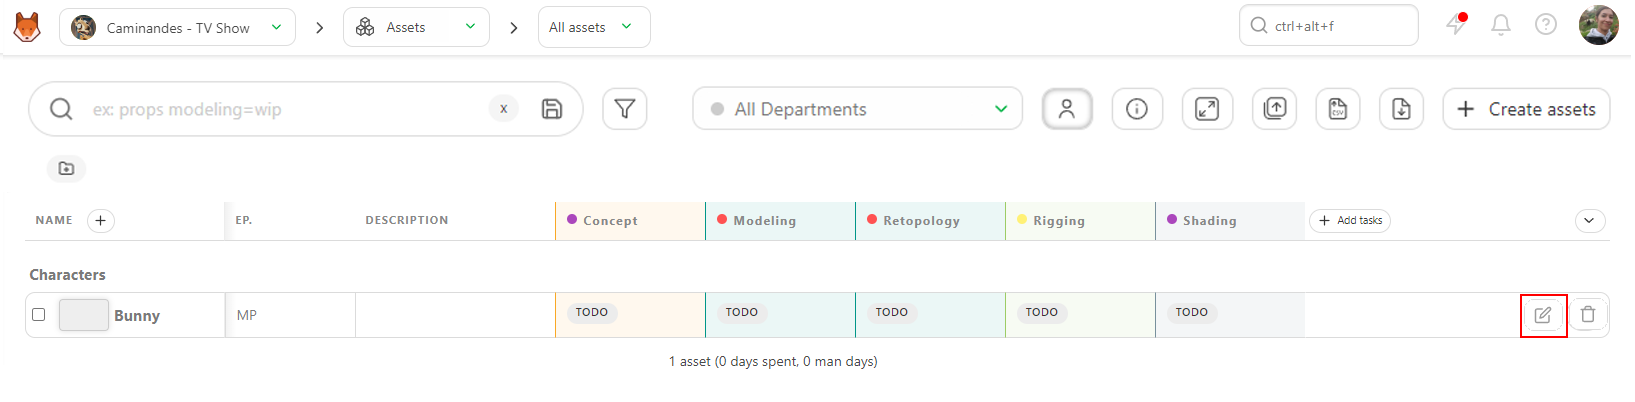 Caminandes - TV Show Assets All assets ctrl+alt+f
ex: props modeling=wip x All Departments CSV Create assets
NAME EP. DESCRIPTION Concept Modeling Retopology Rigging Shading Add tasks
Characters
Bunny MP TODO TODO TODO TODO TODO
1 asset (0 days spent, 0 man days)